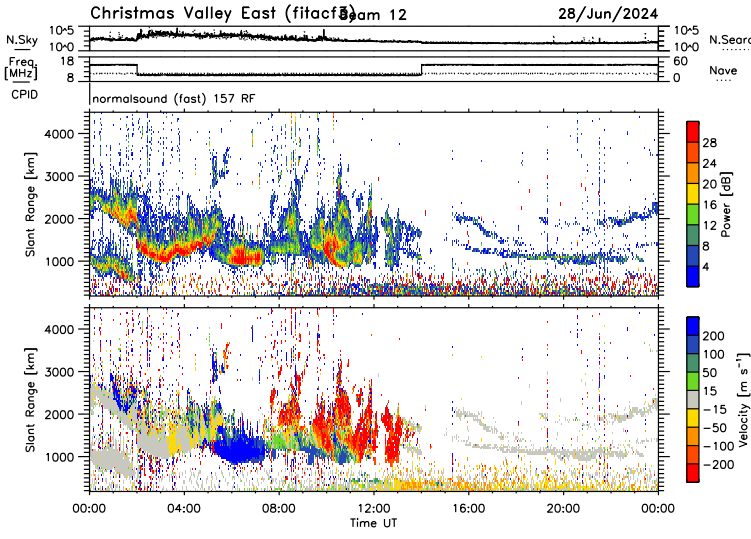 Christmas Valley East (fitacf3) Beam 12 28/Jun/2024
N.Sky 10^5 10^0 10^5 10^0 N.Search
Freq. [MHz] 18 8 60 0 Nave
CPID normalsound (fast) 157 RF
Slant Range [km] 4000 3000 2000 1000
Power [dB] 28 24 20 16 12 8 4
Slant Range [km] 4000 3000 2000 1000
Velocity [m s⁻¹] 200 100 50 15 −15 −50 −100 −200
00:00 04:00 08:00 12:00 16:00 20:00 00:00
Time UT